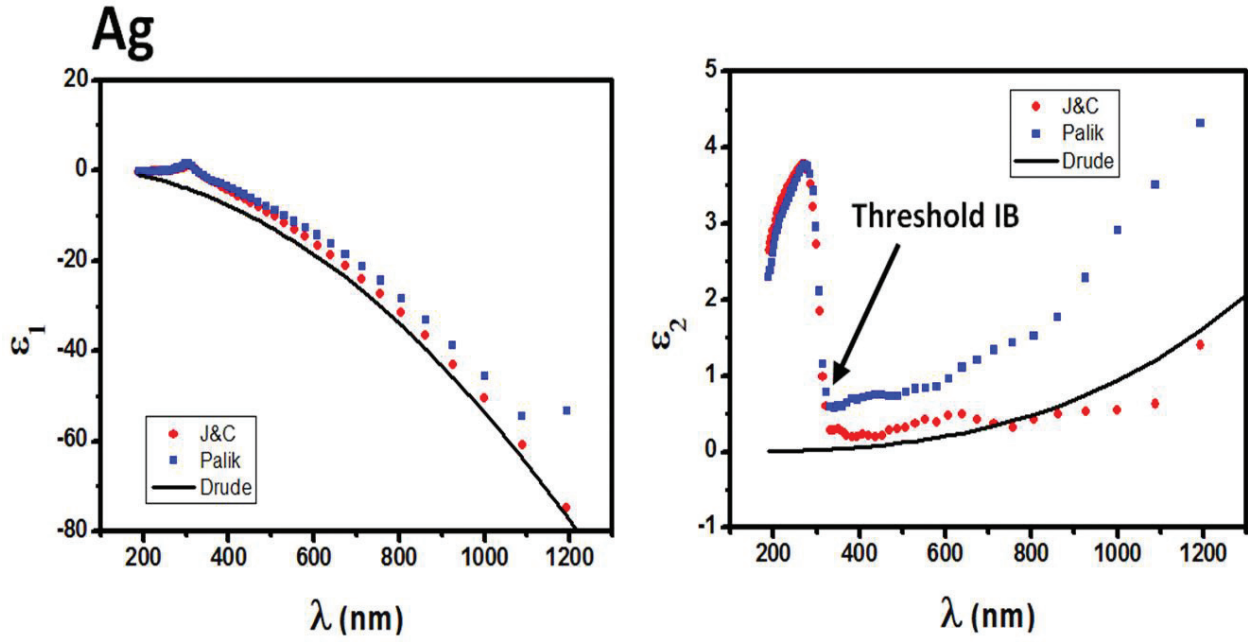 Ag
20
0
-20
-40
-60
-80
ε1
J&C
Palik
Drude
200 400 600 800 1000 1200
λ (nm)
5
4
3
2
1
0
-1
ε2
J&C
Palik
Drude
Threshold IB
200 400 600 800 1000 1200
λ (nm)